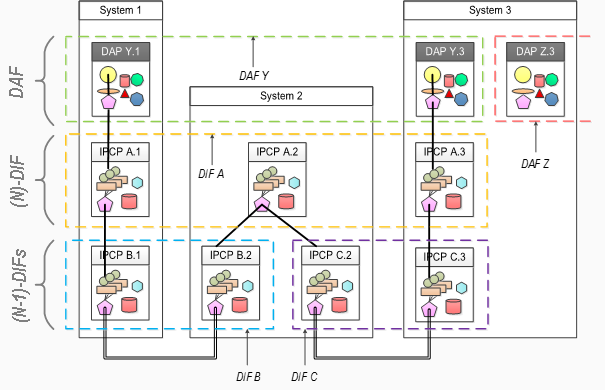 System 1
System 3
DAF
DAP Y.1
DAP Y.3
DAP Z.3
DAF Y
System 2
DAF Z
(N)-DIF
IPCP A.1
IPCP A.2
IPCP A.3
DIF A
(N-1)-DIFs
IPCP B.1
IPCP B.2
IPCP C.2
IPCP C.3
DIF B
DIF C